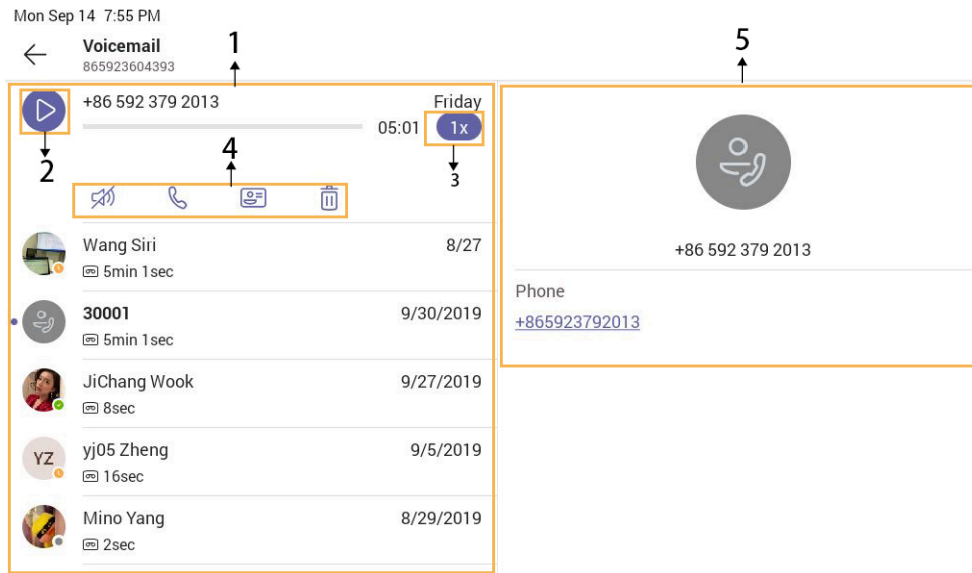 Mon Sep 14 7:55 PM
Voicemail
865923604393
1
5
+86 592 379 2013
Friday
05:01
1x
2
4
3
Wang Siri
8/27
5min 1sec
30001
9/30/2019
5min 1sec
JiChang Wook
9/27/2019
8sec
YZ
yj05 Zheng
9/5/2019
16sec
Mino Yang
8/29/2019
2sec
+86 592 379 2013
Phone
+865923792013